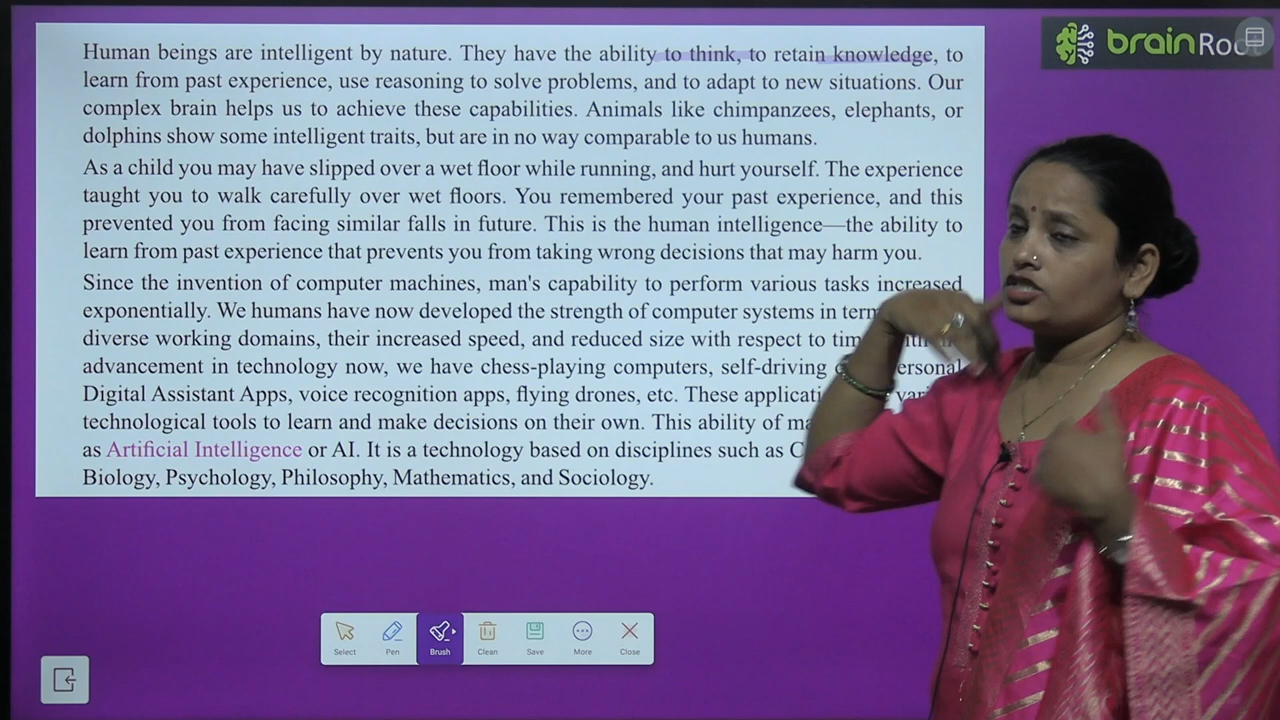 Human beings are intelligent by nature. They have the ability to think, to retain knowledge, to
learn from past experience, use reasoning to solve problems, and to adapt to new situations. Our
complex brain helps us to achieve these capabilities. Animals like chimpanzees, elephants, or
dolphins show some intelligent traits, but are in no way comparable to us humans.
As a child you may have slipped over a wet floor while running, and hurt yourself. The experience
taught you to walk carefully over wet floors. You remembered your past experience, and this
prevented you from facing similar falls in future. This is the human intelligence—the ability to
learn from past experience that prevents you from taking wrong decisions that may harm you.
Since the invention of computer machines, man's capability to perform various tasks increased
exponentially. We humans have now developed the strength of computer systems in
diverse working domains, their increased speed, and reduced size with respect to
advancement in technology now, we have chess-playing computers, self-driving
Digital Assistant Apps, voice recognition apps, flying drones, etc. These
technological tools to learn and make decisions on their own. This ability of
as Artificial Intelligence or AI. It is a technology based on disciplines such as
Biology, Psychology, Philosophy, Mathematics, and Sociology.
brain
Select Pen Brush Clean Save More Close